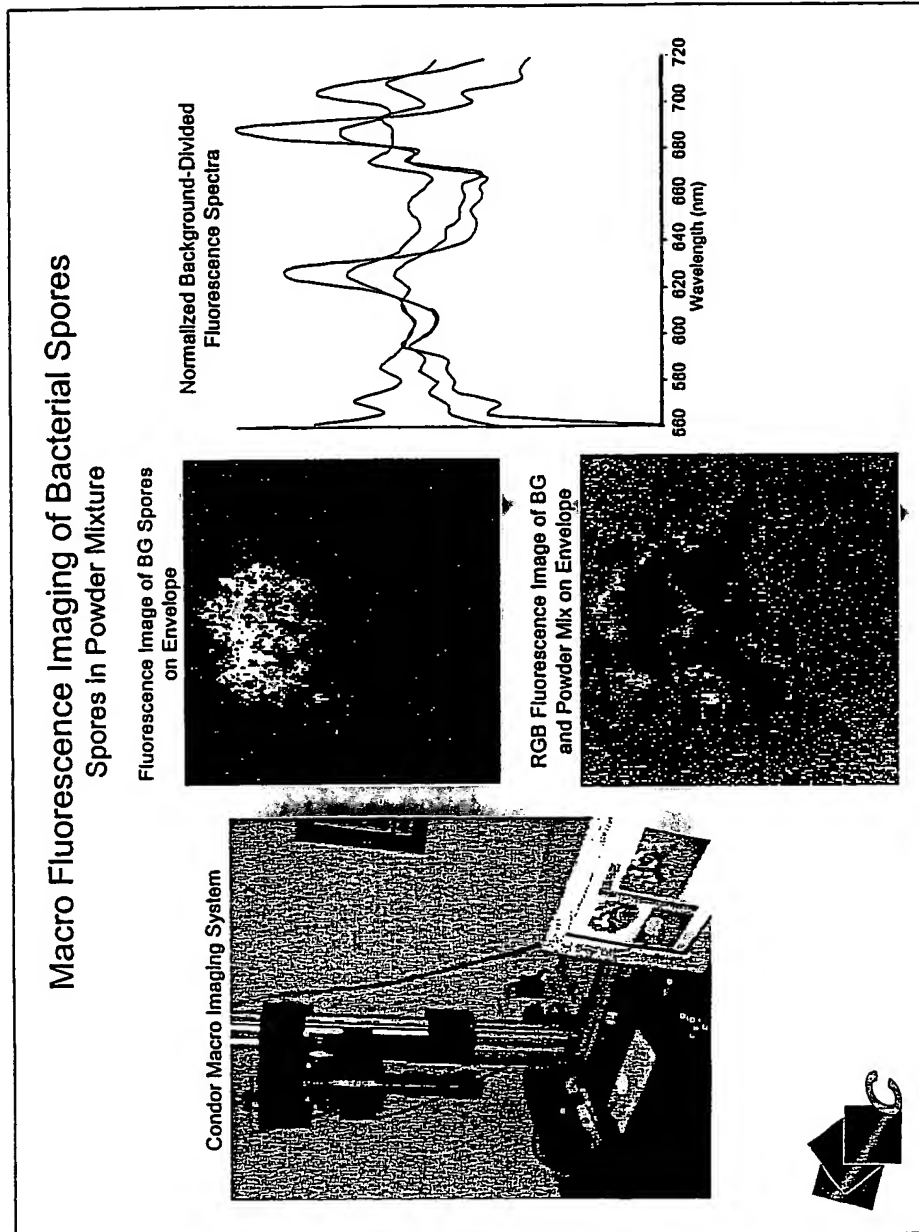 Macro Fluorescence Imaging of Bacterial Spores
Spores in Powder Mixture
Condor Macro Imaging System
Fluorescence Image of BG Spores
on Envelope
RGB Fluorescence Image of BG
and Powder Mix on Envelope
Normalized Background-Divided
Fluorescence Spectra
560 580 600 620 640 660 680 700 720
Wavelength (nm)